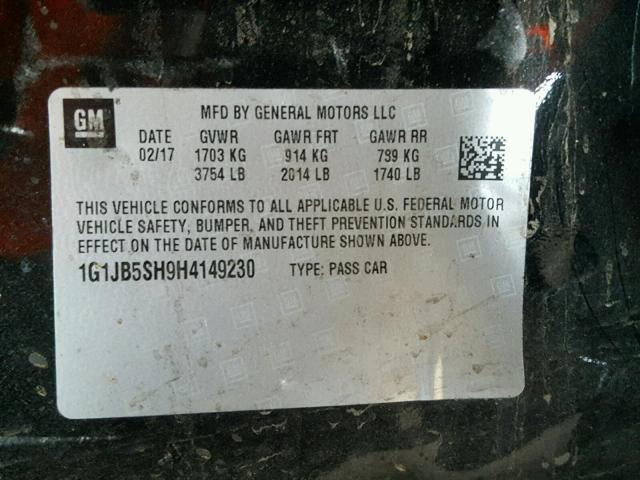 GM
MFD BY GENERAL MOTORS LLC
DATE GVWR GAWR FRT GAWR RR
02/17 1703 KG 914 KG 789 KG
3754 LB 2014 LB 1740 LB
THIS VEHICLE CONFORMS TO ALL APPLICABLE U.S. FEDERAL MOTOR
VEHICLE SAFETY, BUMPER, AND THEFT PREVENTION STANDARDS IN
EFFECT ON THE DATE OF MANUFACTURE SHOWN ABOVE.
1G1JB5SH9H4149230 TYPE: PASS CAR